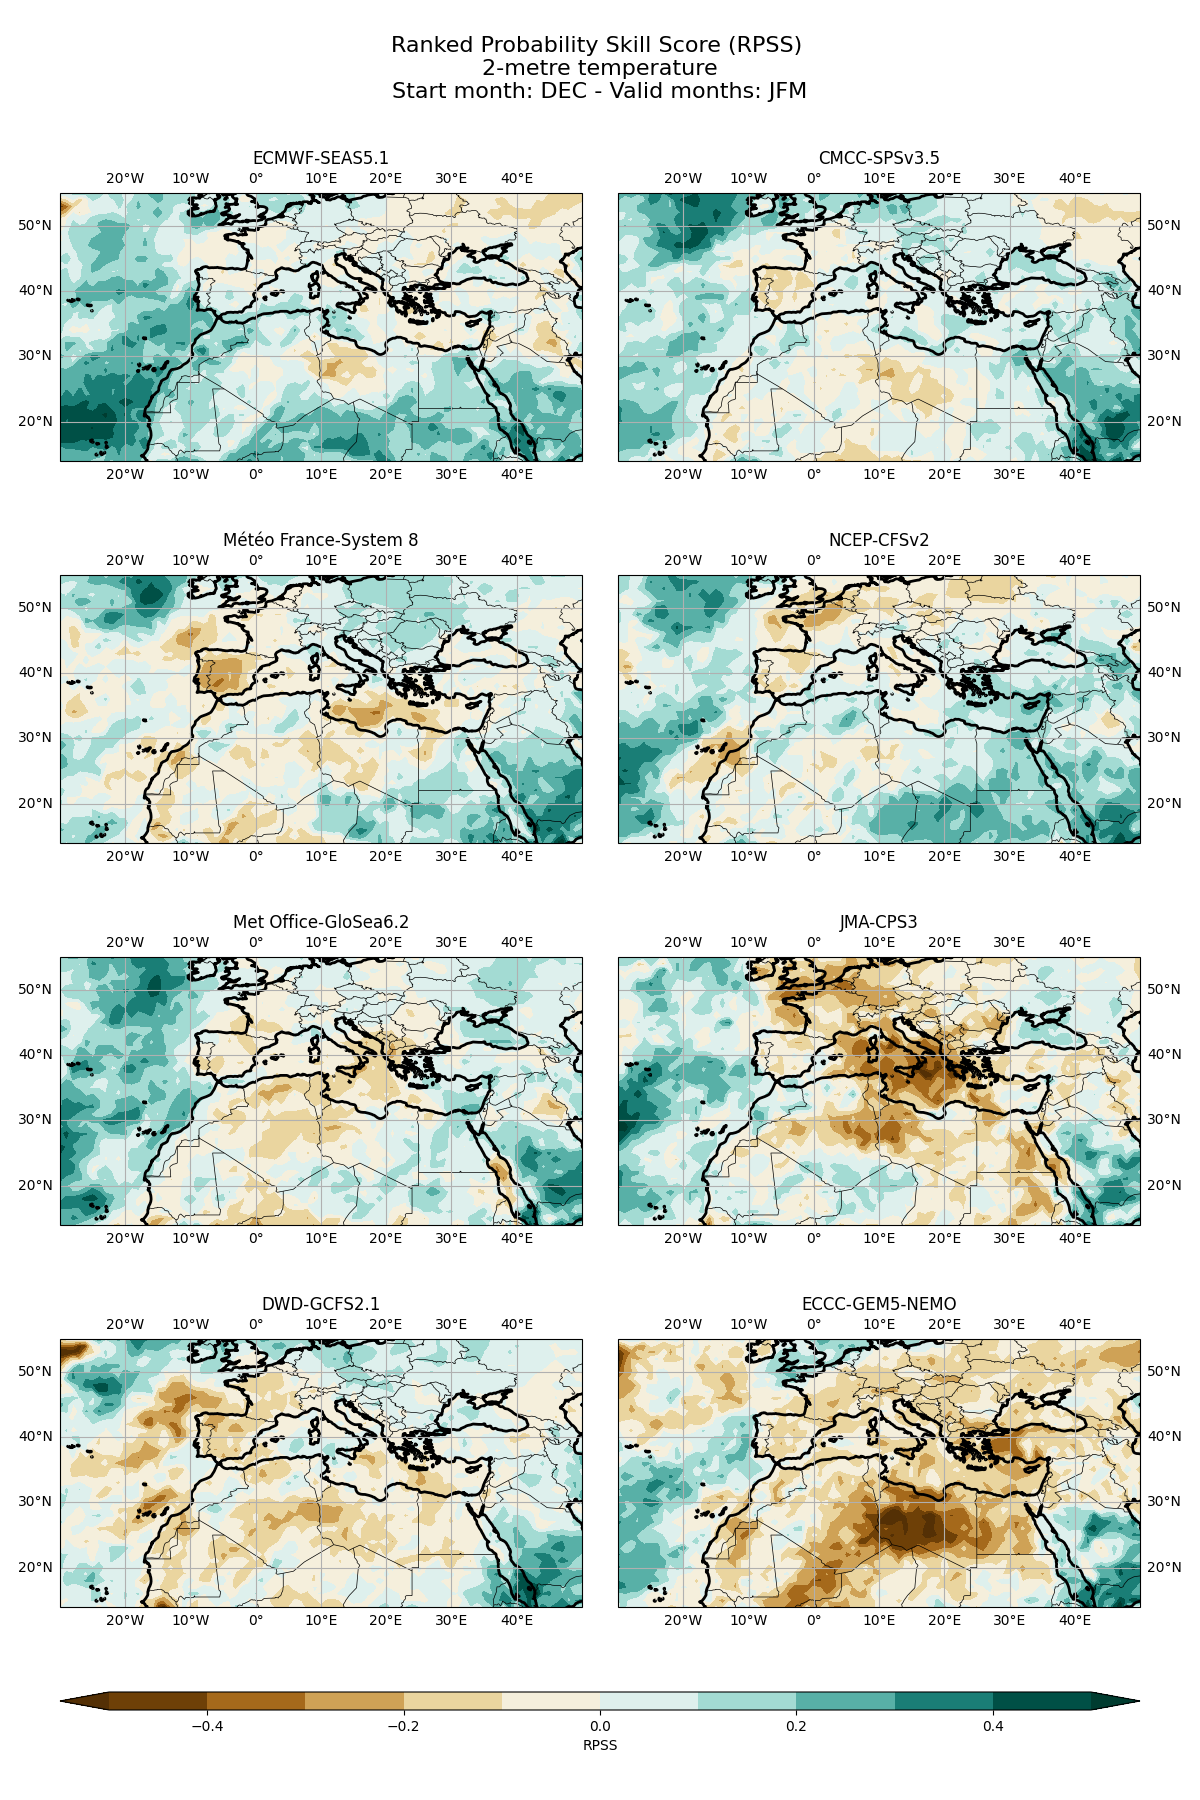 Ranked Probability Skill Score (RPSS)
2-metre temperature
Start month: DEC - Valid months: JFM
ECMWF-SEAS5.1
CMCC-SPSv3.5
20°W 10°W 0° 10°E 20°E 30°E 40°E
20°W 10°W 0° 10°E 20°E 30°E 40°E
50°N
50°N
40°N
40°N
30°N
30°N
20°N
20°N
20°W 10°W 0° 10°E 20°E 30°E 40°E
20°W 10°W 0° 10°E 20°E 30°E 40°E
Météo France-System 8
NCEP-CFSv2
20°W 10°W 0° 10°E 20°E 30°E 40°E
20°W 10°W 0° 10°E 20°E 30°E 40°E
50°N
50°N
40°N
40°N
30°N
30°N
20°N
20°N
20°W 10°W 0° 10°E 20°E 30°E 40°E
20°W 10°W 0° 10°E 20°E 30°E 40°E
Met Office-GloSea6.2
JMA-CPS3
20°W 10°W 0° 10°E 20°E 30°E 40°E
20°W 10°W 0° 10°E 20°E 30°E 40°E
50°N
50°N
40°N
40°N
30°N
30°N
20°N
20°N
20°W 10°W 0° 10°E 20°E 30°E 40°E
20°W 10°W 0° 10°E 20°E 30°E 40°E
DWD-GCFS2.1
ECCC-GEM5-NEMO
20°W 10°W 0° 10°E 20°E 30°E 40°E
20°W 10°W 0° 10°E 20°E 30°E 40°E
50°N
50°N
40°N
40°N
30°N
30°N
20°N
20°N
20°W 10°W 0° 10°E 20°E 30°E 40°E
20°W 10°W 0° 10°E 20°E 30°E 40°E
−0.4 −0.2 0.0 0.2 0.4
RPSS